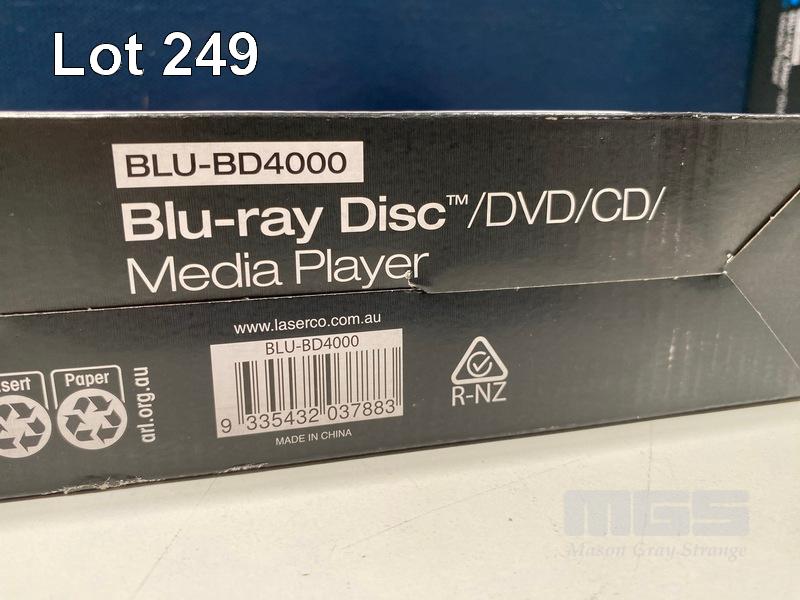 Lot 249
BLU-BD4000
Blu-ray Disc™/DVD/CD/
Media Player
www.laserco.com.au
BLU-BD4000
9 335432 037883
MADE IN CHINA
R-NZ
sert
Paper
arl.org.au
MGS
Mason Gray Strange